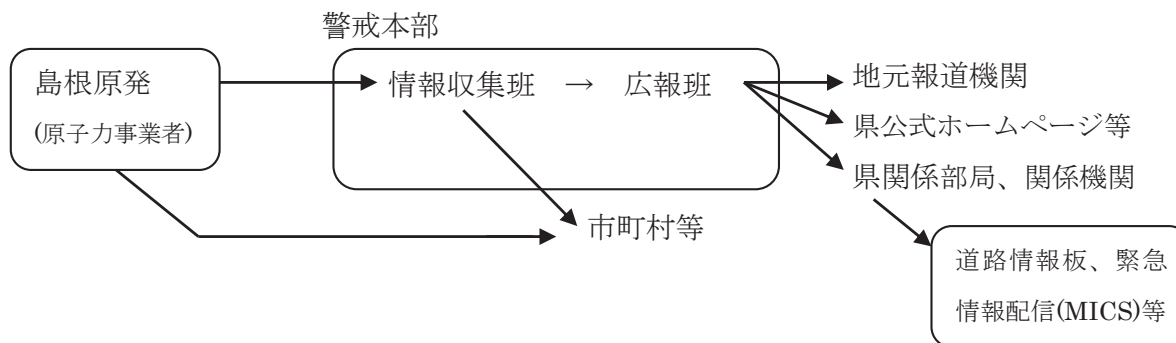 警戒本部
島根原発
(原子力事業者)
情報収集班 → 広報班
地元報道機関
県公式ホームページ等
県関係部局、関係機関
市町村等
道路情報板、緊急
情報配信(MICS)等